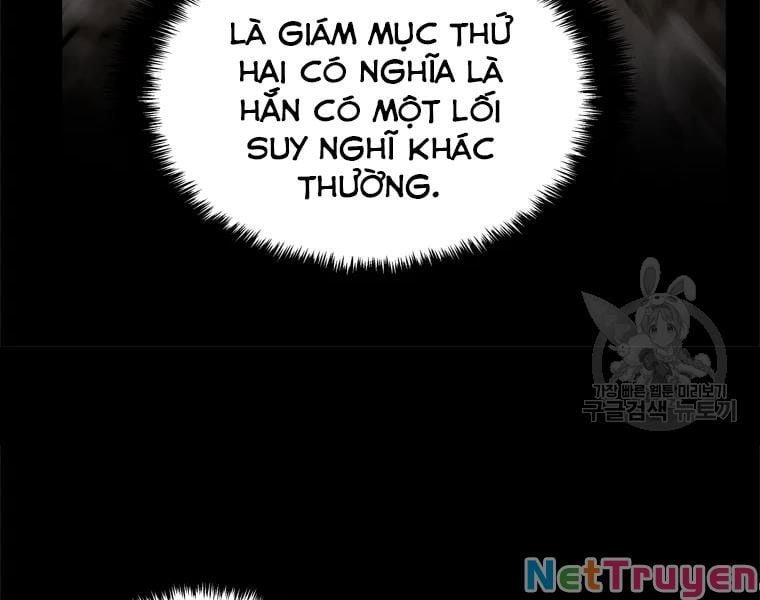 LÀ GIÁM MỤC THỨ
HAI CÓ NGHĨA LÀ
HẮN CÓ MỘT LỐI
SUY NGHĨ KHÁC
THƯỜNG.
가장 빠른 웹툰 미리보기
구글검색 뉴토끼
NetTruyen